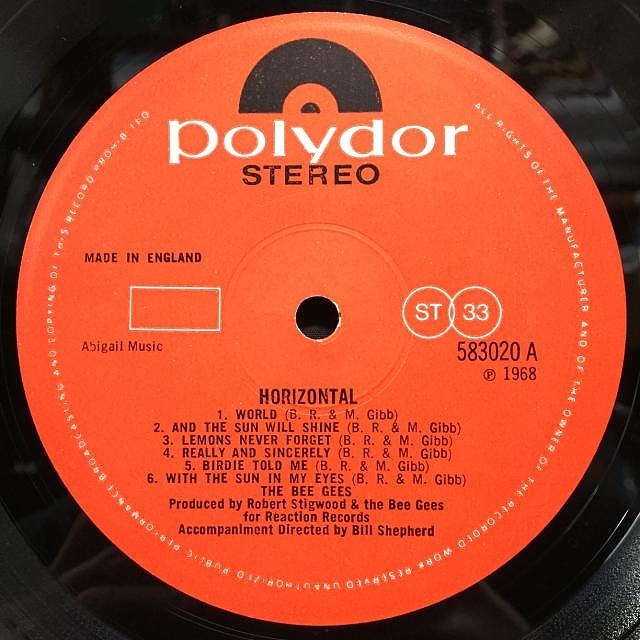 polydor
STEREO
MADE IN ENGLAND
Abigail Music
ST 33
583020 A
℗ 1968
HORIZONTAL
1. WORLD (B. R. & M. Gibb)
2. AND THE SUN WILL SHINE (B. R. & M. Gibb)
3. LEMONS NEVER FORGET (B. R. & M. Gibb)
4. REALLY AND SINCERELY (B. R. & M. Gibb)
5. BIRDIE TOLD ME (B. R. & M. Gibb)
6. WITH THE SUN IN MY EYES (B. R. & M. Gibb)
THE BEE GEES
Produced by Robert Stigwood & the Bee Gees
for Reaction Records
Accompaniment Directed by Bill Shepherd
ALL RIGHTS OF THE MANUFACTURER AND OF THE OWNER OF THE RECORDED WORK RESERVED UNAUTHORIZED PUBLIC PERFORMANCE BROADCASTING AND COPYING OF THIS RECORD PROHIBITED